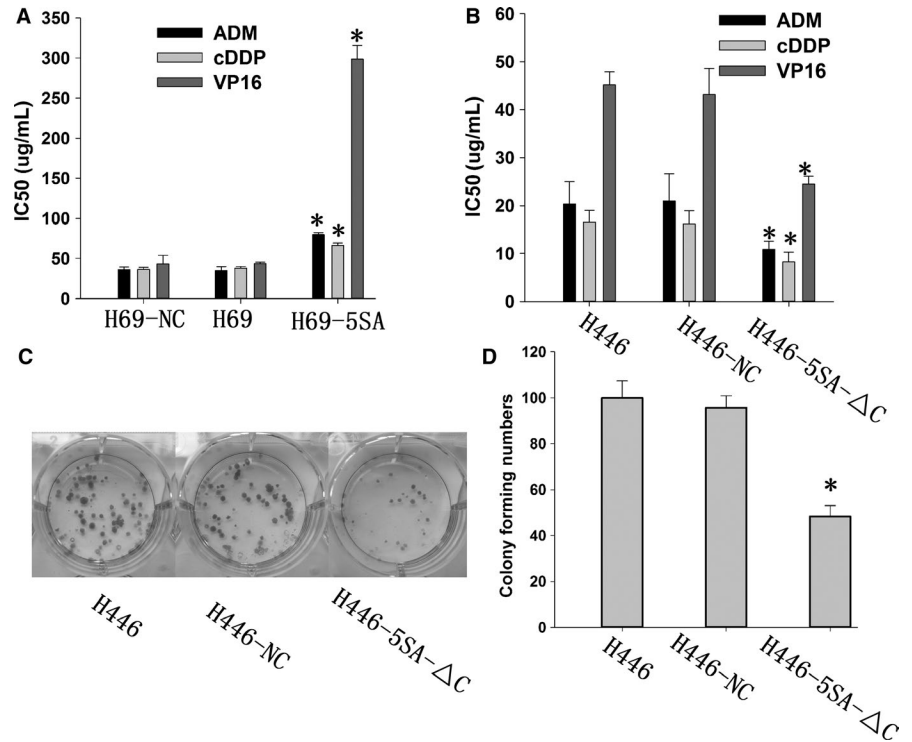 A
IC50 (ug/mL)
350
300
250
200
150
100
50
0
ADM
cDDP
VP16
*
*
*
H69-NC
H69
H69-5SA
B
IC50 (ug/mL)
60
50
40
30
20
10
0
ADM
cDDP
VP16
*
*
*
H446
H446-NC
H446-5SA-△C
C
H446
H446-NC
H446-5SA-△C
D
Colony forming numbers
120
100
80
60
40
20
0
*
H446
H446-NC
H446-5SA-△C